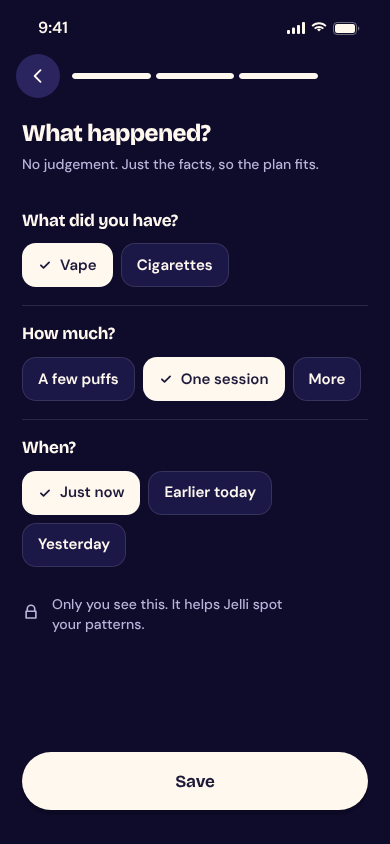 9:41
What happened?
No judgement. Just the facts, so the plan fits.
What did you have?
Vape
Cigarettes
How much?
A few puffs
One session
More
When?
Just now
Earlier today
Yesterday
Only you see this. It helps Jelli spot
your patterns.
Save